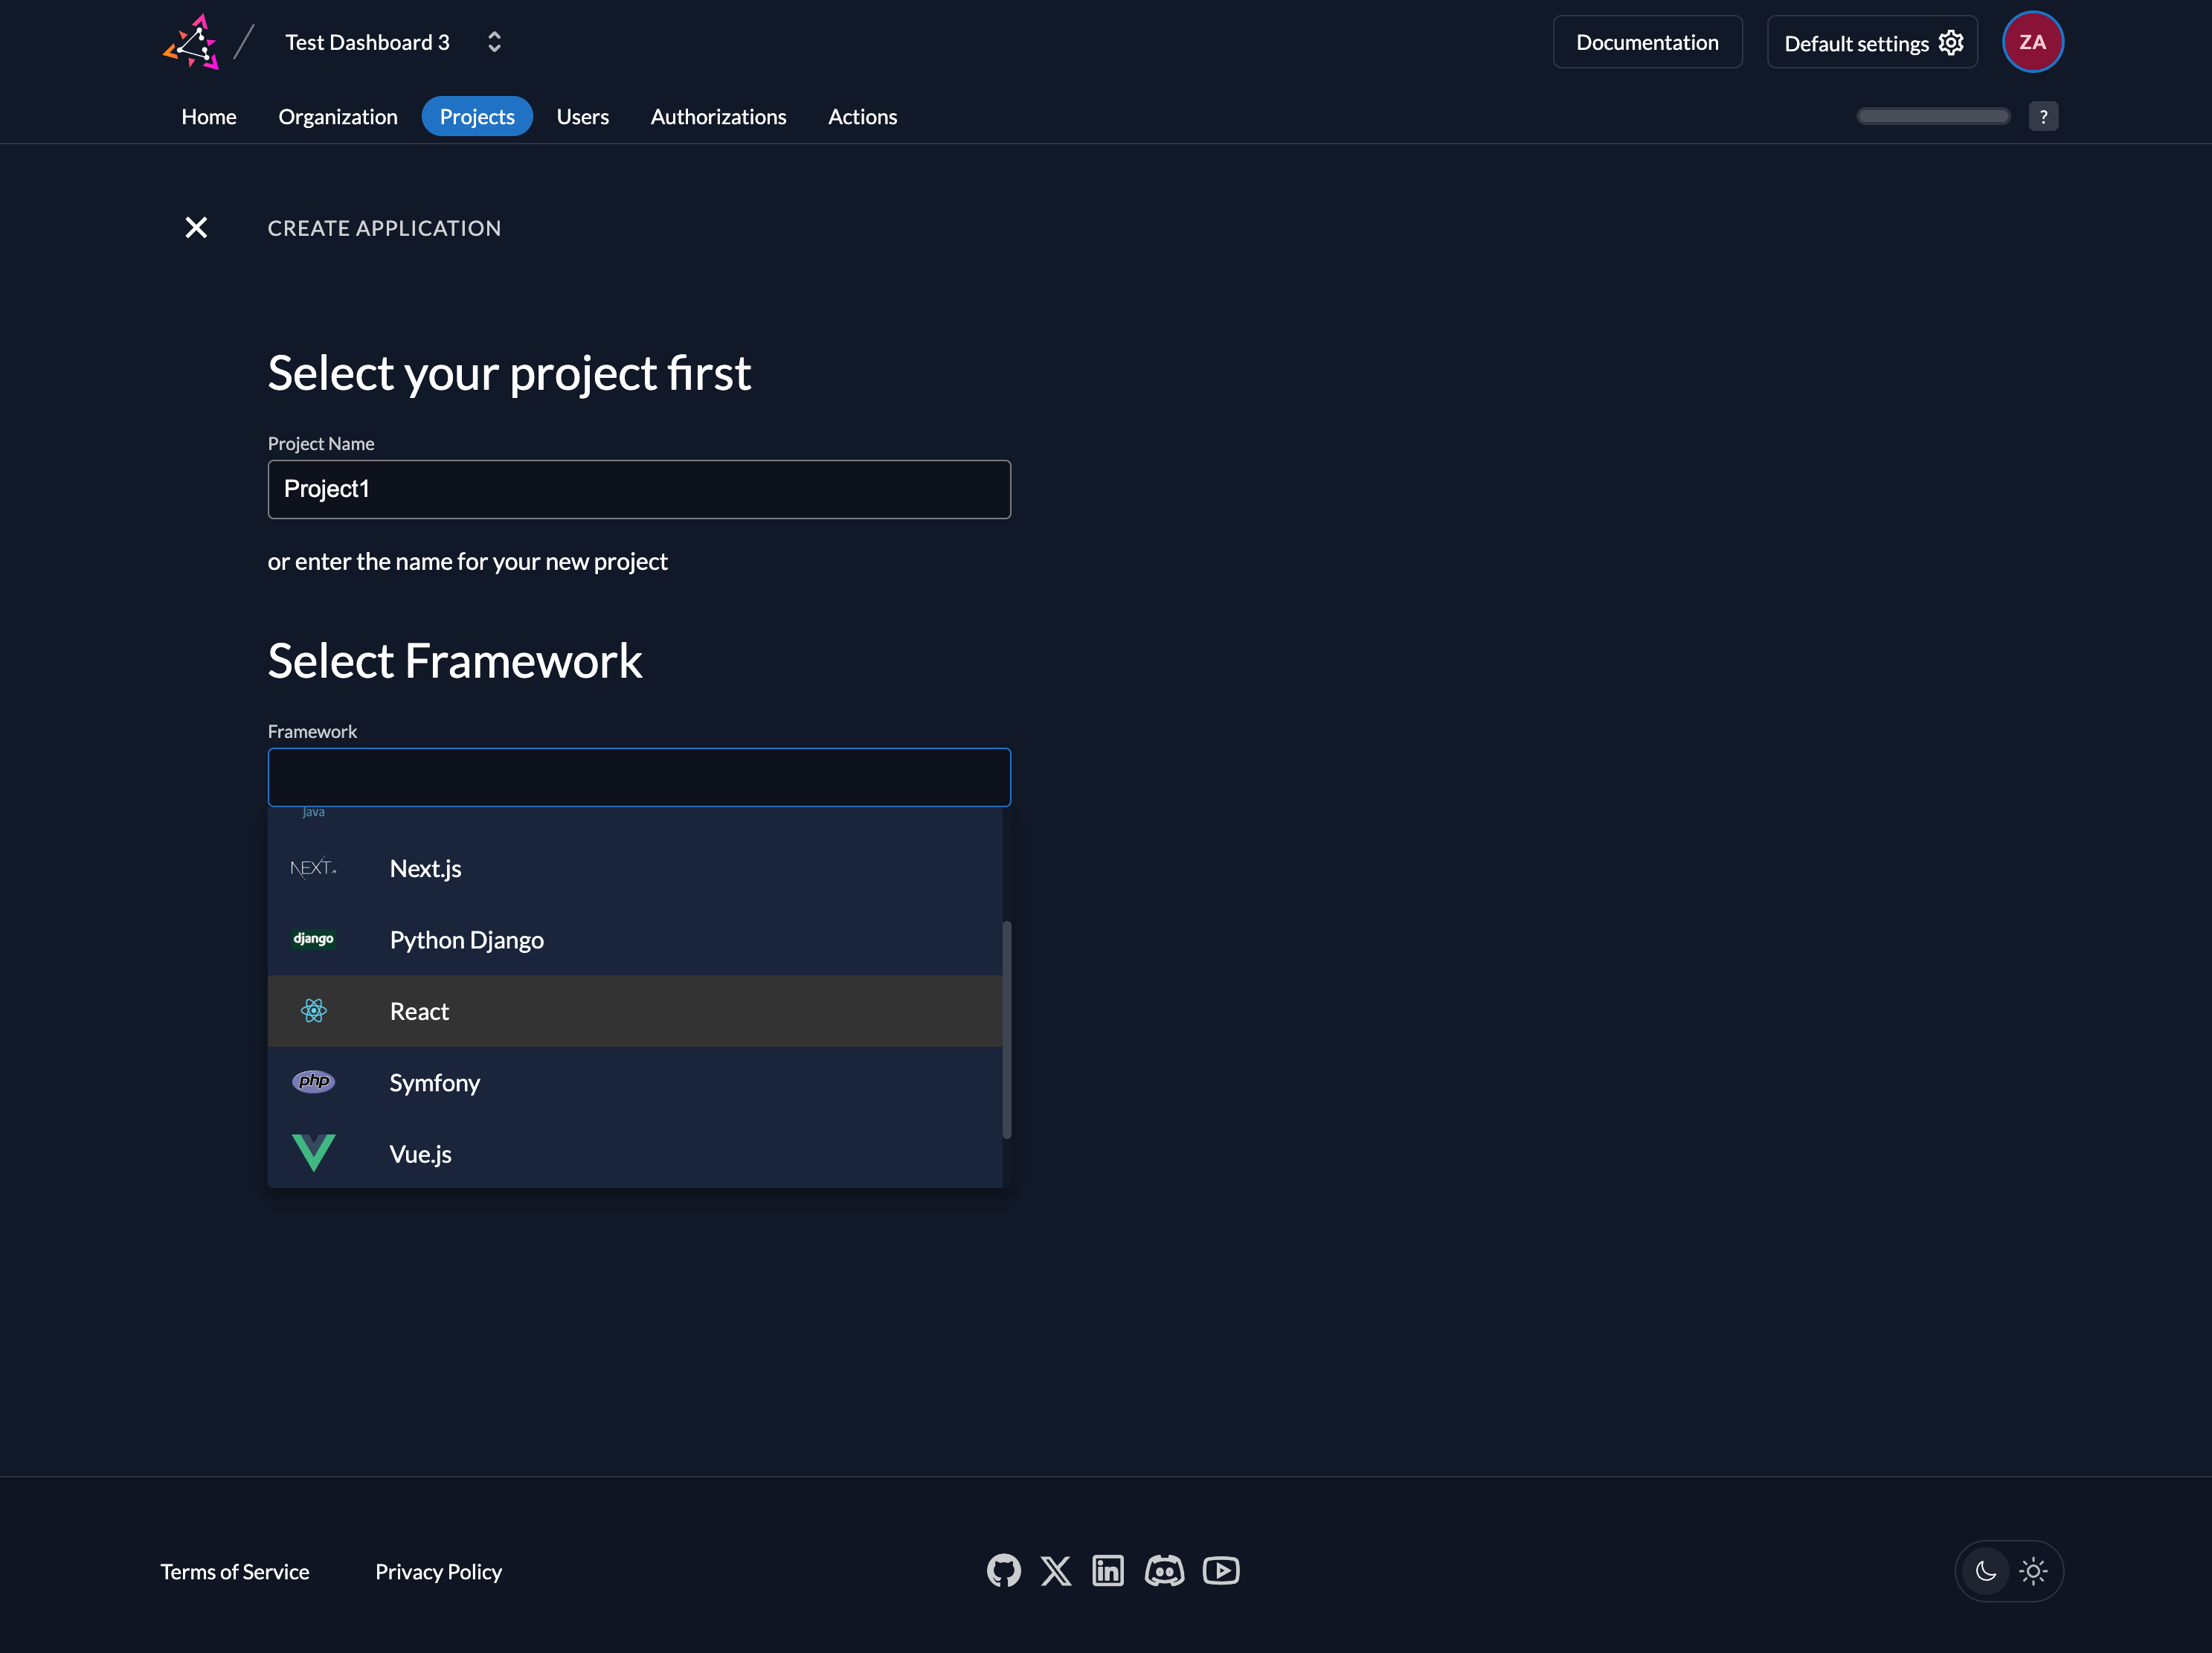 Test Dashboard 3
Documentation
Default settings
ZA
Home
Organization
Projects
Users
Authorizations
Actions
?
CREATE APPLICATION
Select your project first
Project Name
Project1
or enter the name for your new project
Select Framework
Framework
Java
NEXT.JS
Next.js
django
Python Django
React
php
Symfony
Vue.js
Terms of Service
Privacy Policy
in